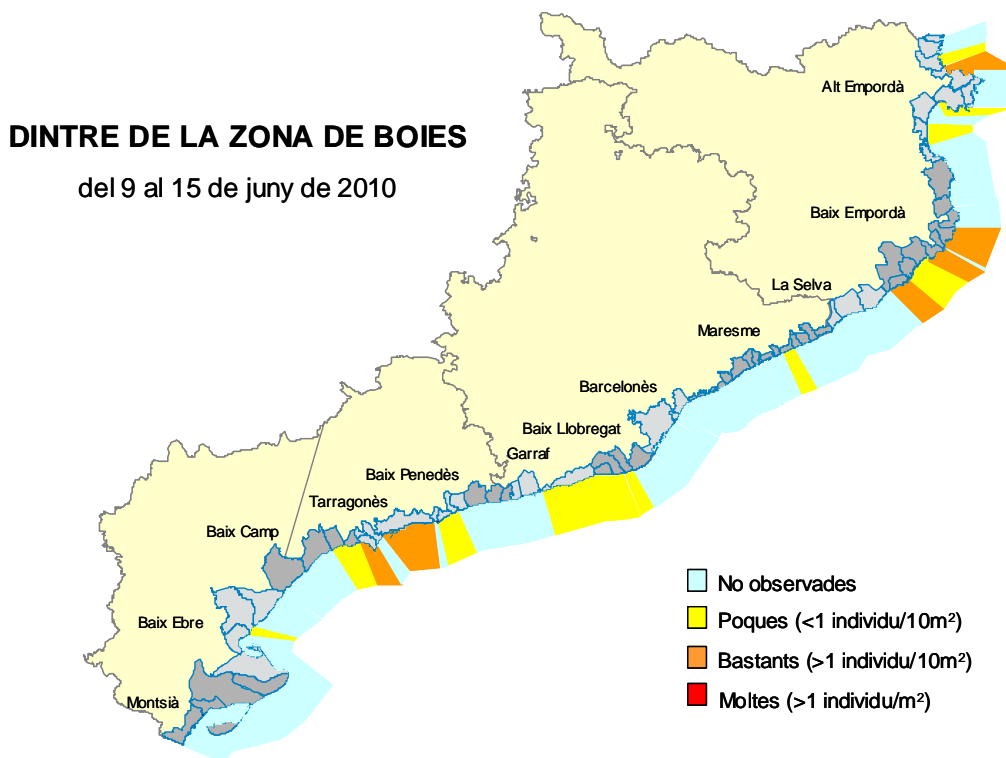 DINTRE DE LA ZONA DE BOIES
del 9 al 15 de juny de 2010
Alt Empordà
Baix Empordà
La Selva
Maresme
Barcelonès
Baix Llobregat
Garraf
Baix Penedès
Tarragonès
Baix Camp
Baix Ebre
Montsià
No observades
Poques (<1 individu/10m²)
Bastants (>1 individu/10m²)
Moltes (>1 individu/m²)